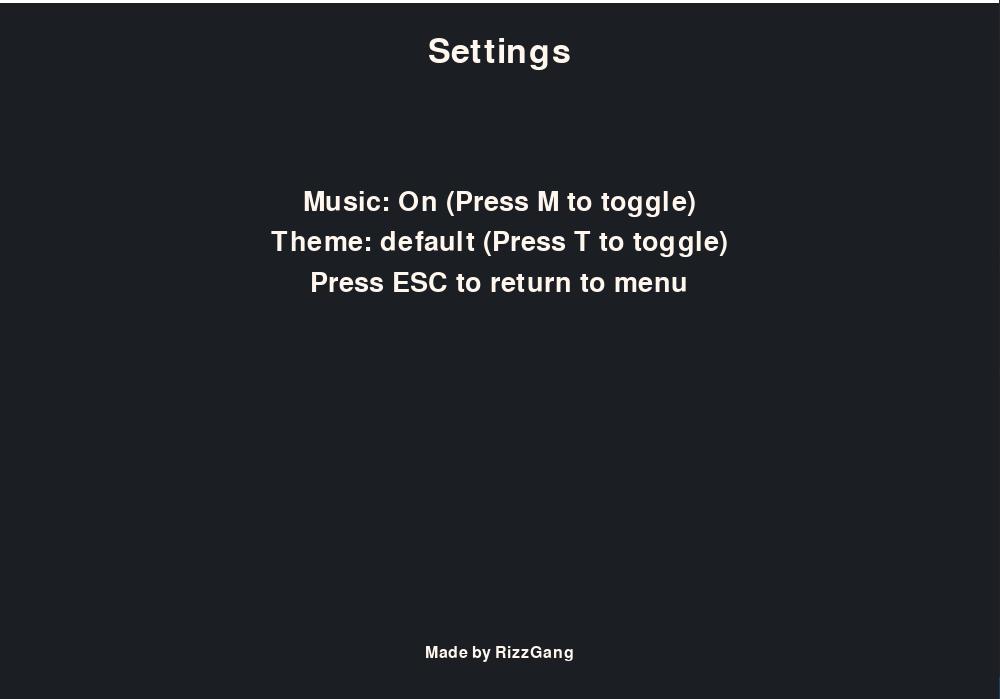 Settings
Music: On (Press M to toggle)
Theme: default (Press T to toggle)
Press ESC to return to menu
Made by RizzGang